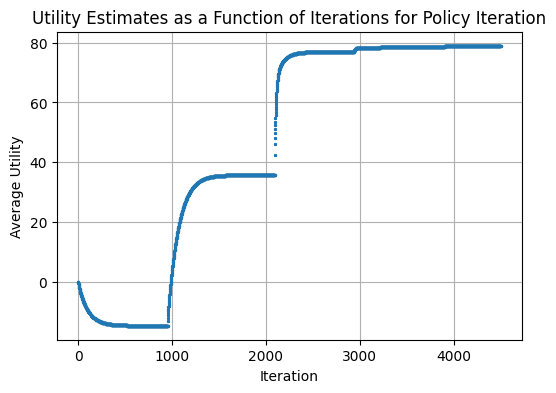 Utility Estimates as a Function of Iterations for Policy Iteration
80
60
40
20
0
Average Utility
0 1000 2000 3000 4000
Iteration